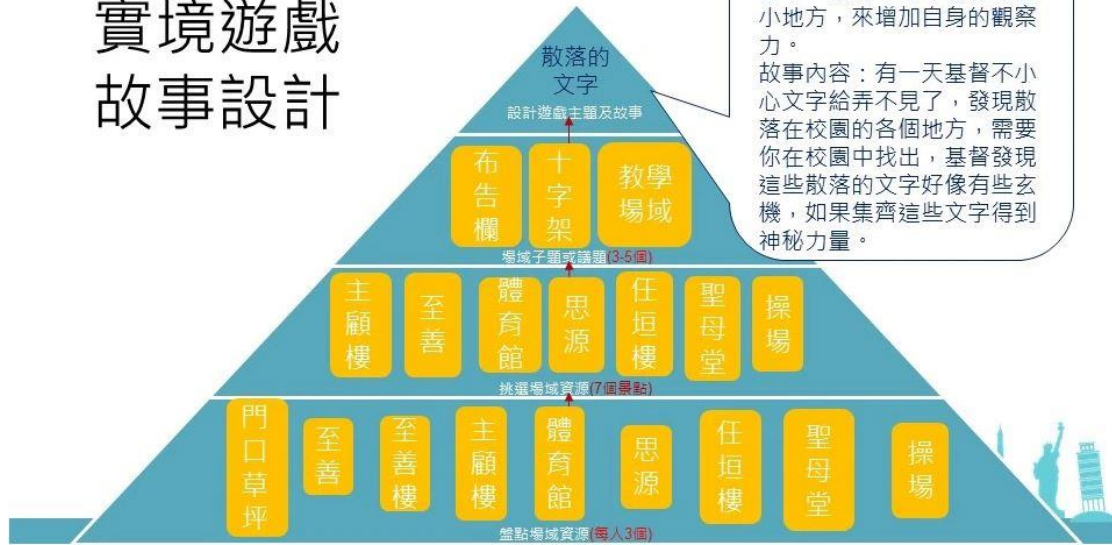 實境遊戲
故事設計
小地方，來增加自身的觀察
力。
故事內容：有一天基督不小
心文字給弄不見了，發現散
落在校園的各個地方，需要
你在校園中找出，基督發現
這些散落的文字好像有些玄
機，如果集齊這些文字得到
神秘力量。
散落的
文字
設計遊戲主題及故事
布告欄
十字架
教學
場域
場域子題或議題(3-5個)
主顧樓
至善
體育館
思源
任垣樓
聖母堂
操場
挑選場域資源(7個景點)
門口草坪
至善
至善樓
主顧樓
體育館
思源
任垣樓
聖母堂
操場
盤點場域資源(每人3個)